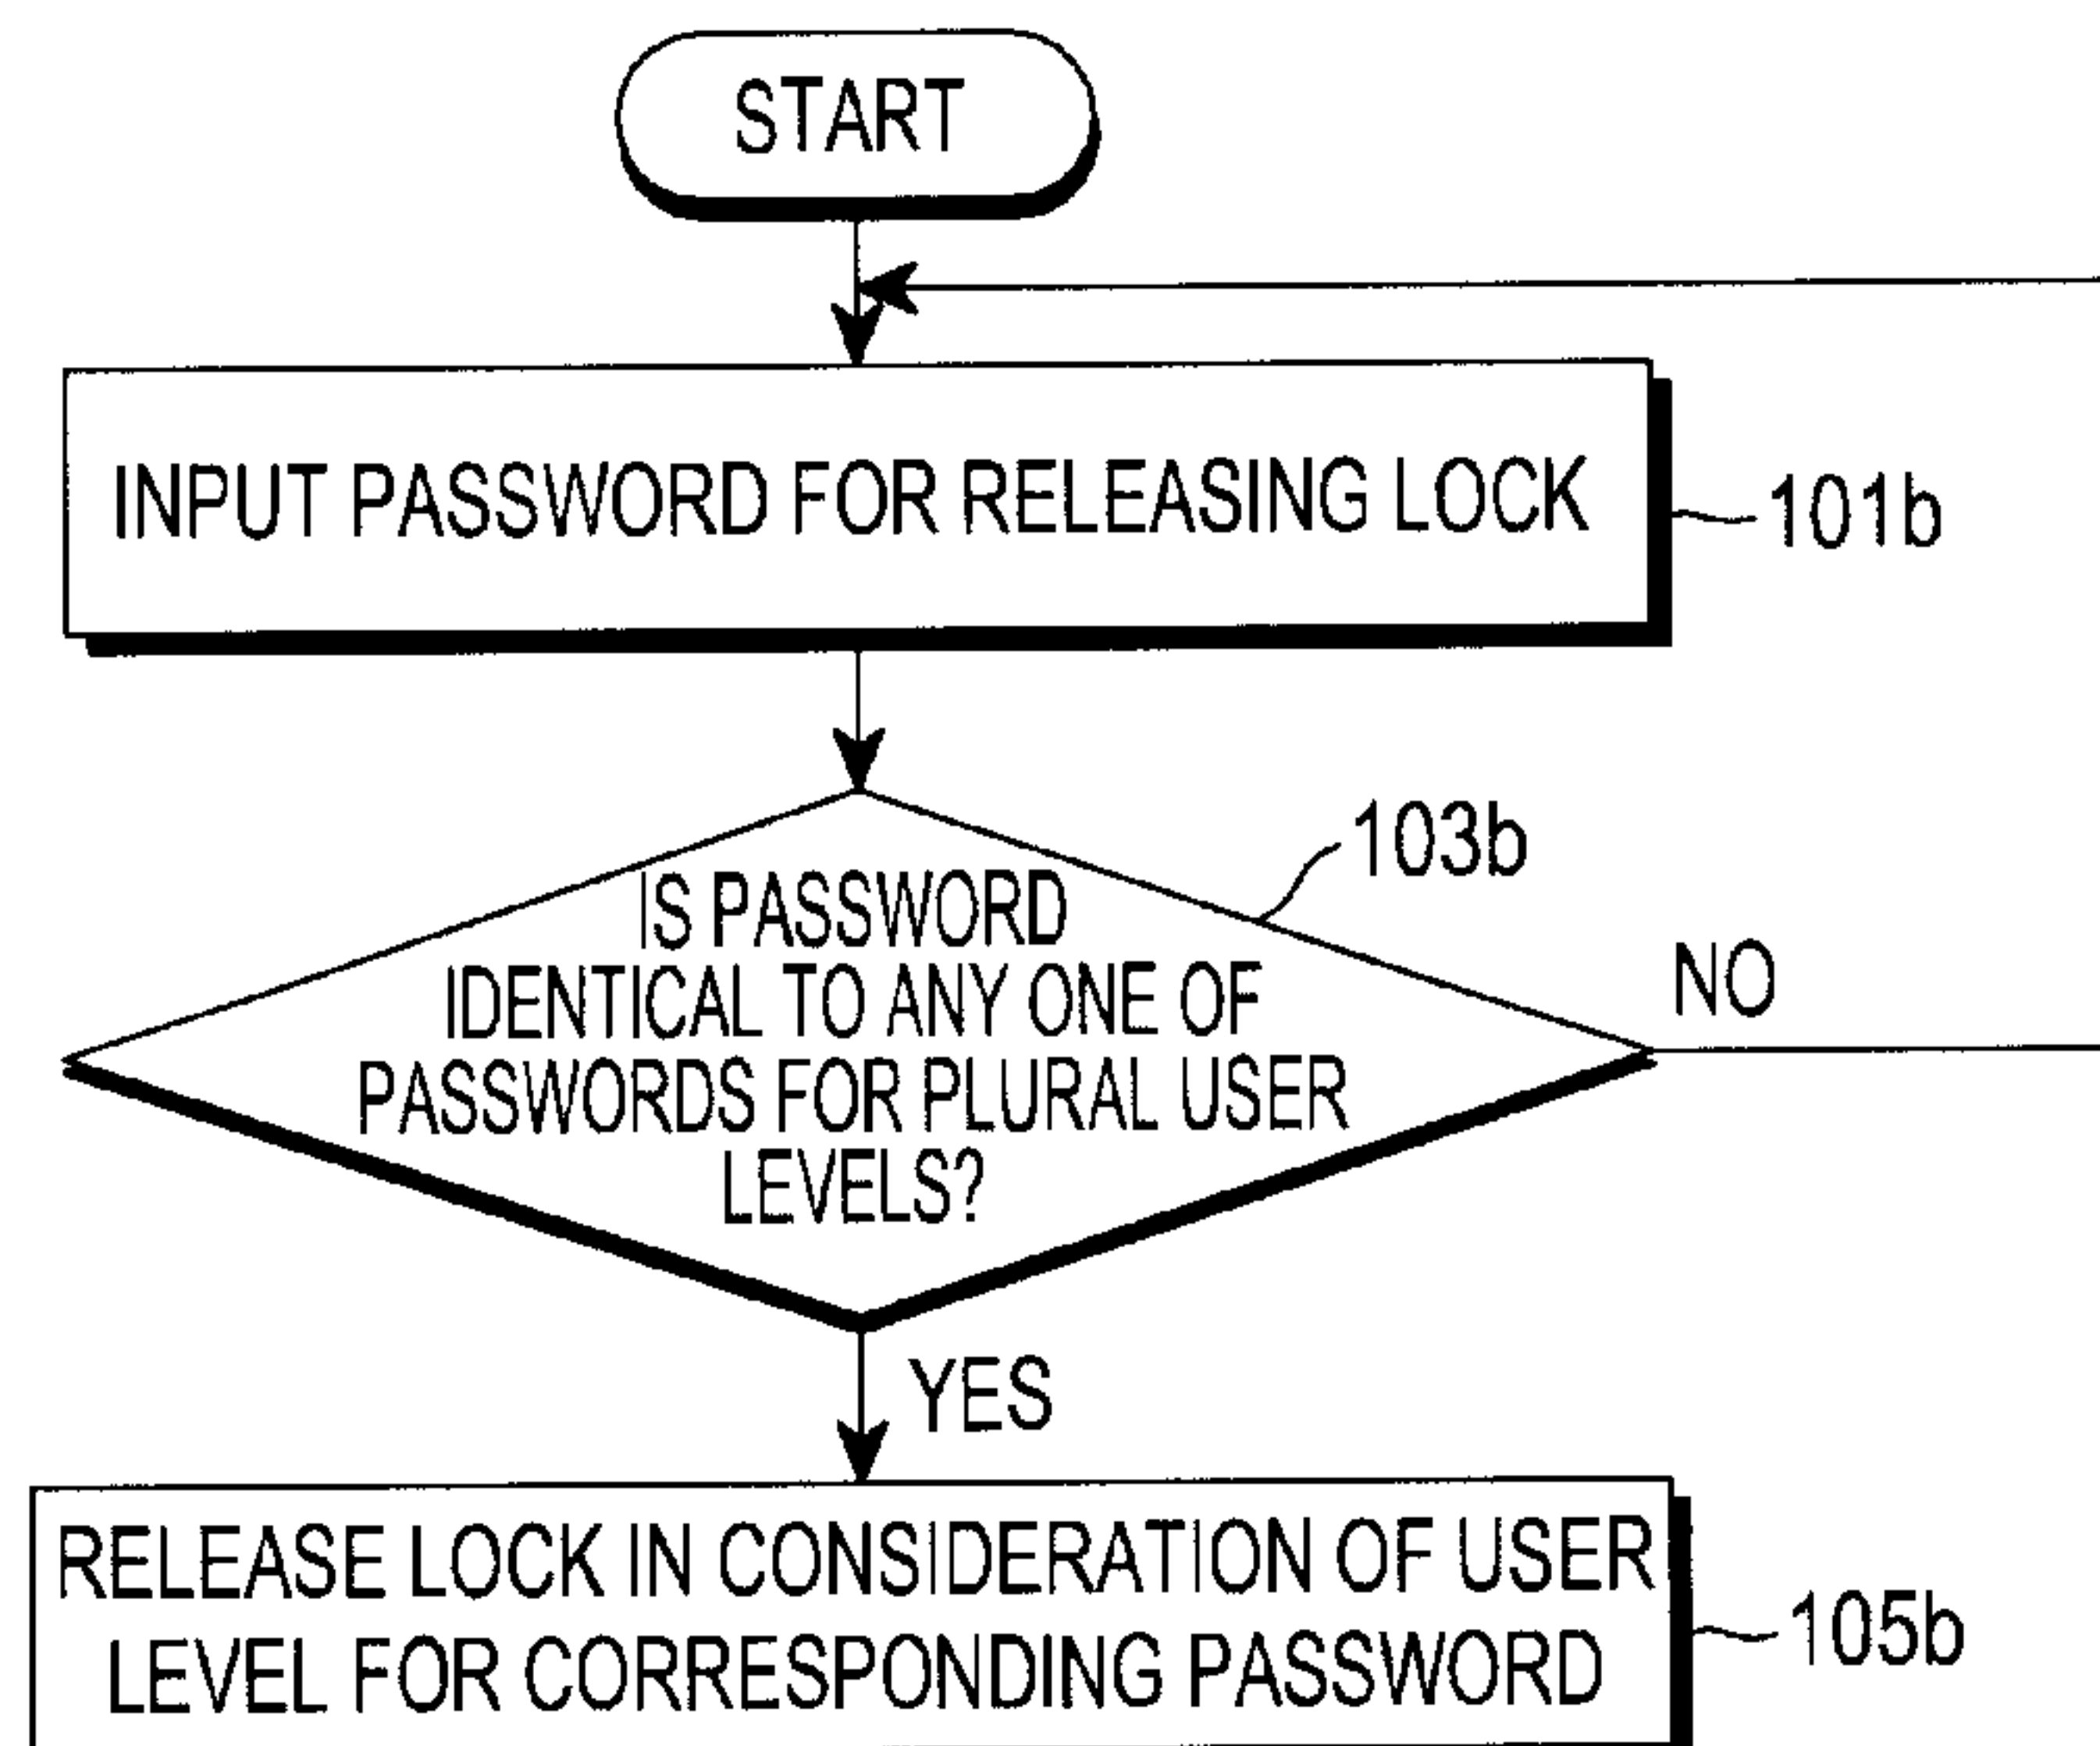 START
INPUT PASSWORD FOR RELEASING LOCK
101b
103b
IS PASSWORD
IDENTICAL TO ANY ONE OF
PASSWORDS FOR PLURAL USER
LEVELS?
NO
YES
RELEASE LOCK IN CONSIDERATION OF USER
LEVEL FOR CORRESPONDING PASSWORD
105b